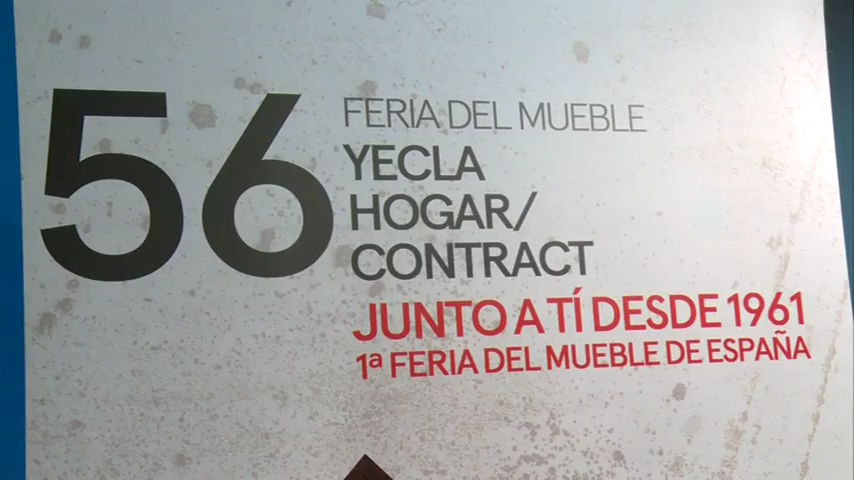 56
FERIA DEL MUEBLE
YECLA
HOGAR/
CONTRACT
JUNTO A TÍ DESDE 1961
1ª FERIA DEL MUEBLE DE ESPAÑA